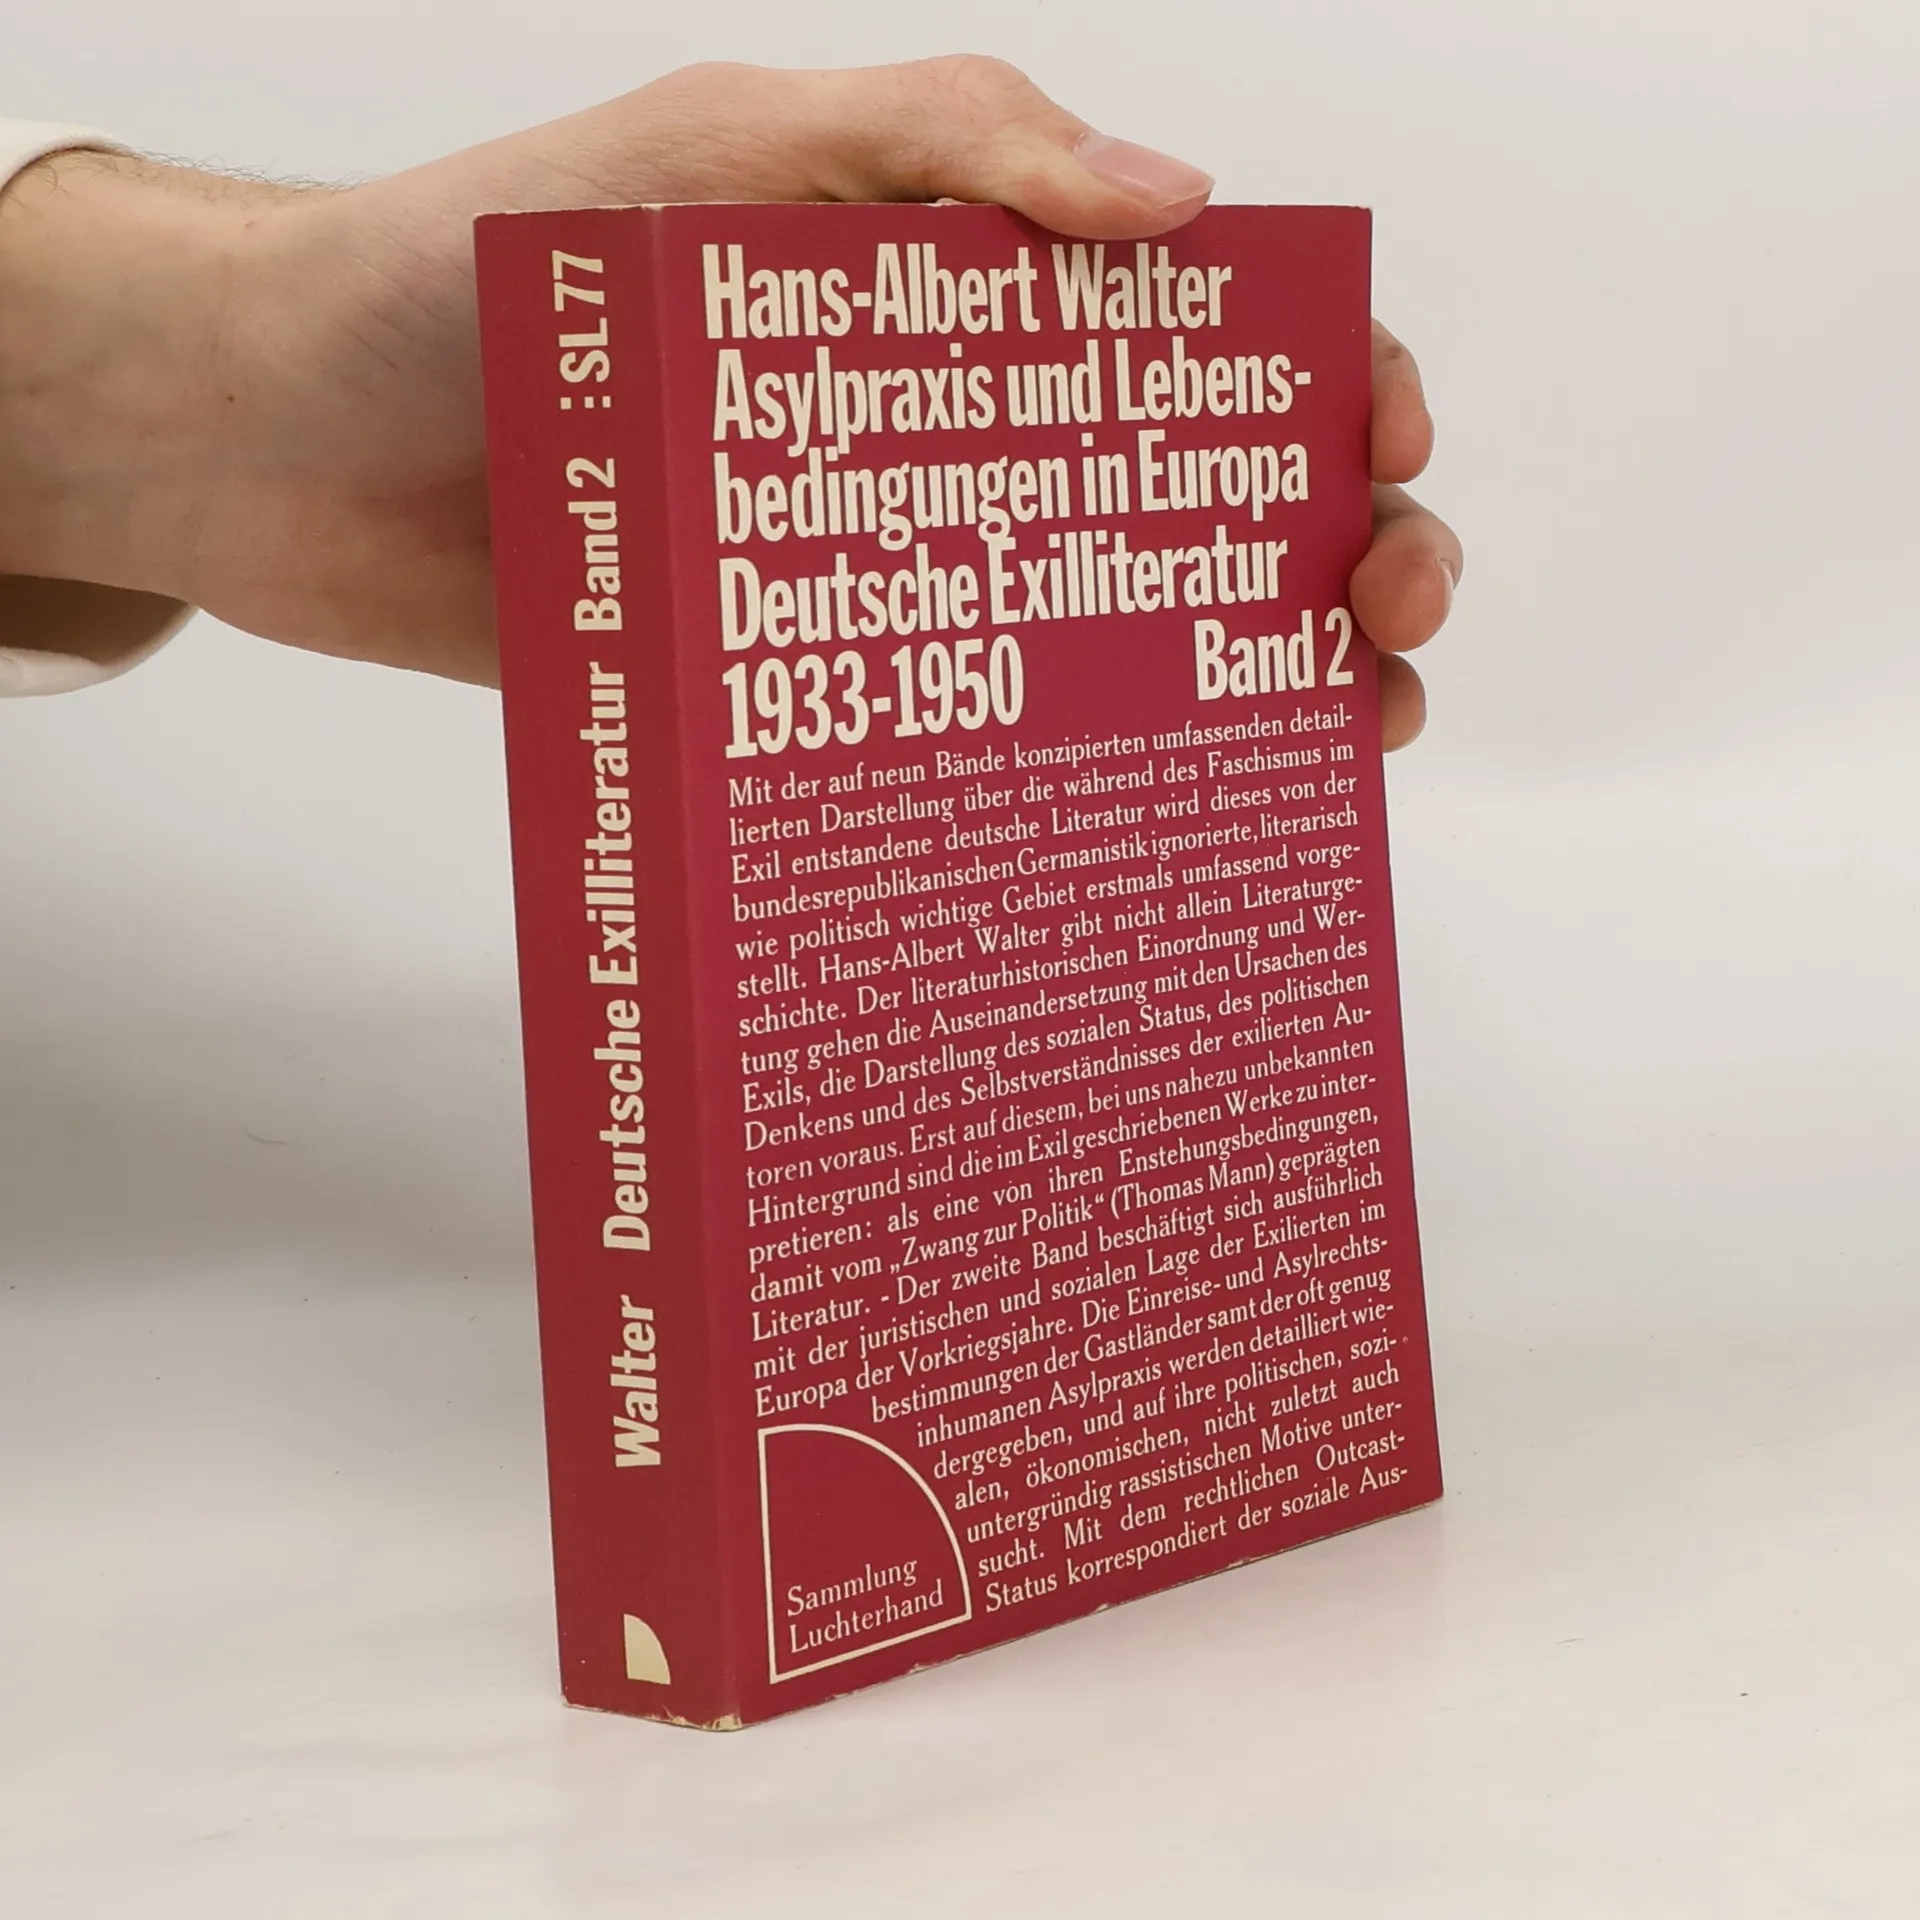 Walter Deutsche Exilliteratur Band 2 SL77
Hans-Albert Walter
Asylpraxis und Lebens-
bedingungen in Europa
Deutsche Exilliteratur
1933-1950 Band 2
Mit der auf neun Bände konzipierten umfassenden detail-
lierten Darstellung über die während des Faschismus im
Exil entstandene deutsche Literatur wird dieses von der
bundesrepublikanischen Germanistik ignorierte, literarisch
wie politisch wichtige Gebiet erstmals umfassend vorge-
stellt. Hans-Albert Walter gibt nicht allein Literaturge-
schichte. Der literaturhistorischen Einordnung und Wer-
tung gehen die Auseinandersetzung mit den Ursachen des
Exils, die Darstellung des sozialen Status, des politischen
Denkens und des Selbstverständnisses der exilierten Au-
toren voraus. Erst auf diesem, bei uns nahezu unbekannten
Hintergrund sind die im Exil geschriebenen Werke zu inter-
pretieren: als eine von ihren Enstehungsbedingungen,
damit vom „Zwang zur Politik“ (Thomas Mann) geprägten
Literatur. - Der zweite Band beschäftigt sich ausführlich
mit der juristischen und sozialen Lage der Exilierten im
Europa der Vorkriegsjahre. Die Einreise- und Asylrechts-
bestimmungen der Gastländer samt der oft genug
inhumanen Asylpraxis werden detailliert wie-
dergegeben, und auf ihre politischen, sozi-
alen, ökonomischen, nicht zuletzt auch
untergründig rassistischen Motive unter-
sucht. Mit dem rechtlichen Outcast-
Status korrespondiert der soziale Aus-
Sammlung
Luchterhand